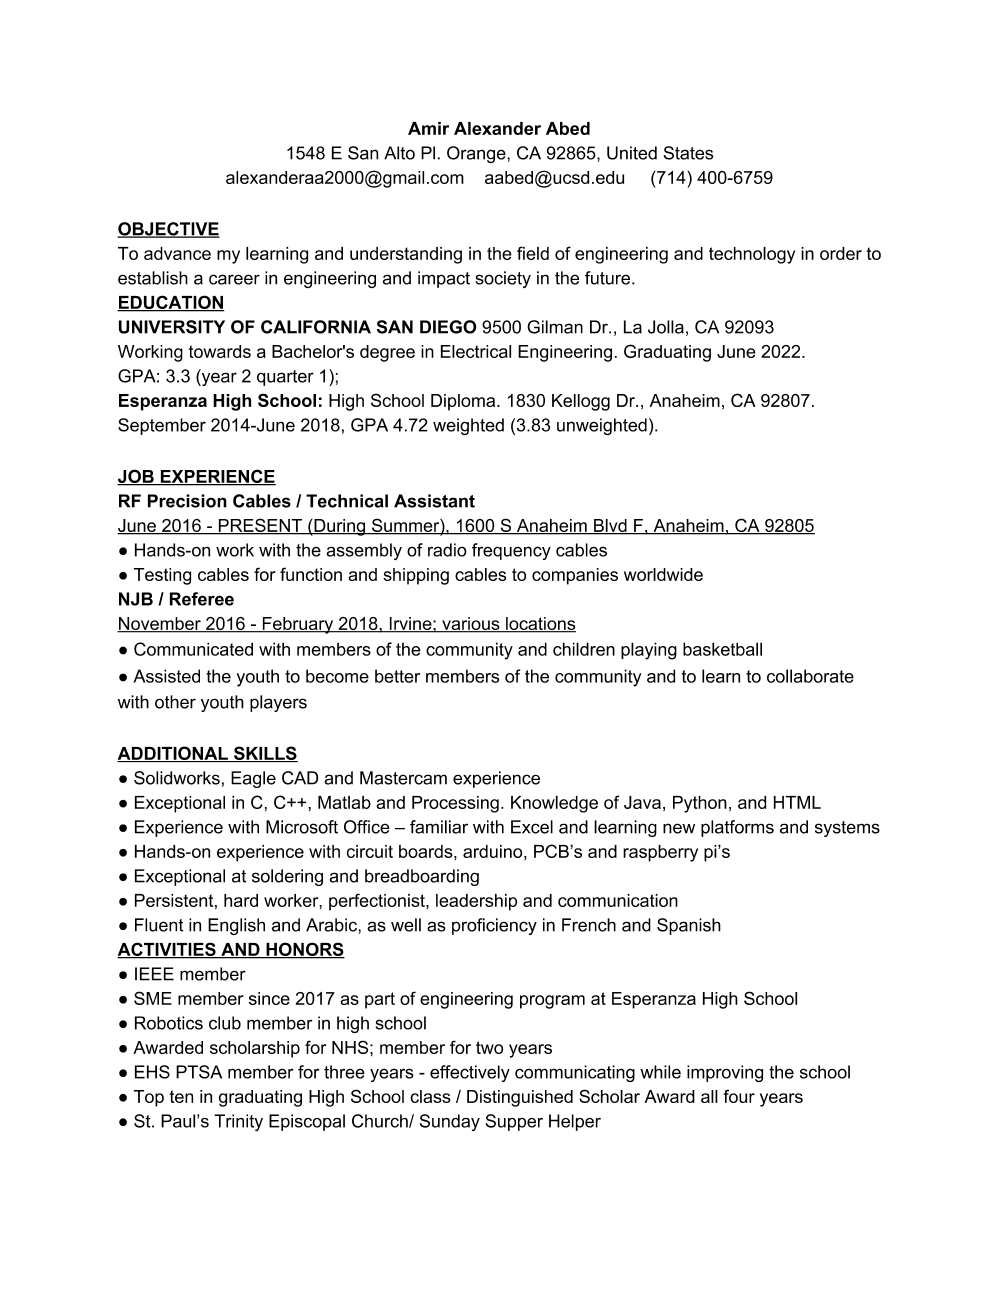 Amir Alexander Abed
1548 E San Alto Pl. Orange, CA 92865, United States
alexanderaa2000@gmail.com aabed@ucsd.edu (714) 400-6759
OBJECTIVE
To advance my learning and understanding in the field of engineering and technology in order to
establish a career in engineering and impact society in the future.
EDUCATION
UNIVERSITY OF CALIFORNIA SAN DIEGO 9500 Gilman Dr., La Jolla, CA 92093
Working towards a Bachelor's degree in Electrical Engineering. Graduating June 2022.
GPA: 3.3 (year 2 quarter 1);
Esperanza High School: High School Diploma. 1830 Kellogg Dr., Anaheim, CA 92807.
September 2014-June 2018, GPA 4.72 weighted (3.83 unweighted).
JOB EXPERIENCE
RF Precision Cables / Technical Assistant
June 2016 - PRESENT (During Summer), 1600 S Anaheim Blvd F, Anaheim, CA 92805
● Hands-on work with the assembly of radio frequency cables
● Testing cables for function and shipping cables to companies worldwide
NJB / Referee
November 2016 - February 2018, Irvine; various locations
● Communicated with members of the community and children playing basketball
● Assisted the youth to become better members of the community and to learn to collaborate
with other youth players
ADDITIONAL SKILLS
● Solidworks, Eagle CAD and Mastercam experience
● Exceptional in C, C++, Matlab and Processing. Knowledge of Java, Python, and HTML
● Experience with Microsoft Office – familiar with Excel and learning new platforms and systems
● Hands-on experience with circuit boards, arduino, PCB’s and raspberry pi’s
● Exceptional at soldering and breadboarding
● Persistent, hard worker, perfectionist, leadership and communication
● Fluent in English and Arabic, as well as proficiency in French and Spanish
ACTIVITIES AND HONORS
● IEEE member
● SME member since 2017 as part of engineering program at Esperanza High School
● Robotics club member in high school
● Awarded scholarship for NHS; member for two years
● EHS PTSA member for three years - effectively communicating while improving the school
● Top ten in graduating High School class / Distinguished Scholar Award all four years
● St. Paul’s Trinity Episcopal Church/ Sunday Supper Helper